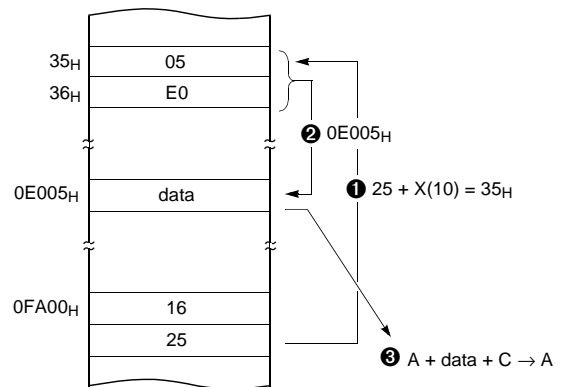 35H 05
36H E0
❷ 0E005H
❶ 25 + X(10) = 35H
0E005H data
0FA00H 16
25
❸ A + data + C → A